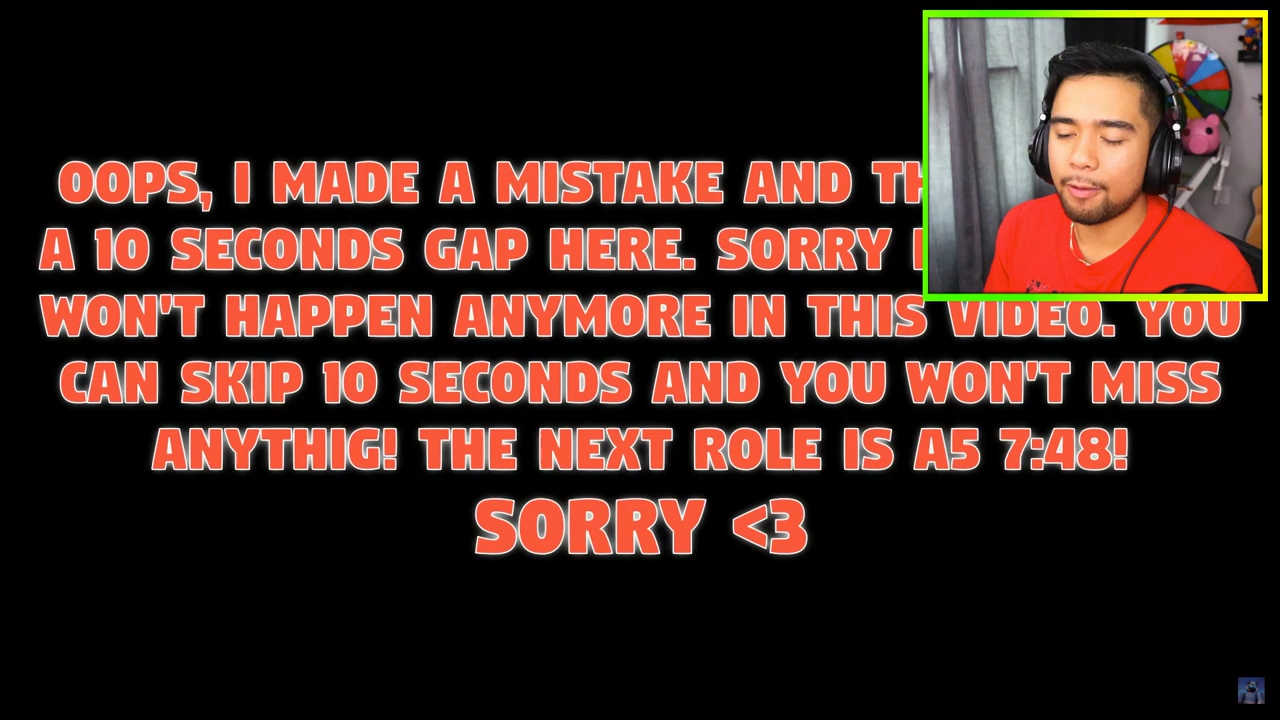 OOPS, I MADE A MISTAKE AND
A 10 SECONDS GAP HERE. SORRY
WON'T HAPPEN ANYMORE IN THIS VIDEO. YOU
CAN SKIP 10 SECONDS AND YOU WON'T MISS
ANYTHIG! THE NEXT ROLE IS A5 7:48!
SORRY <3